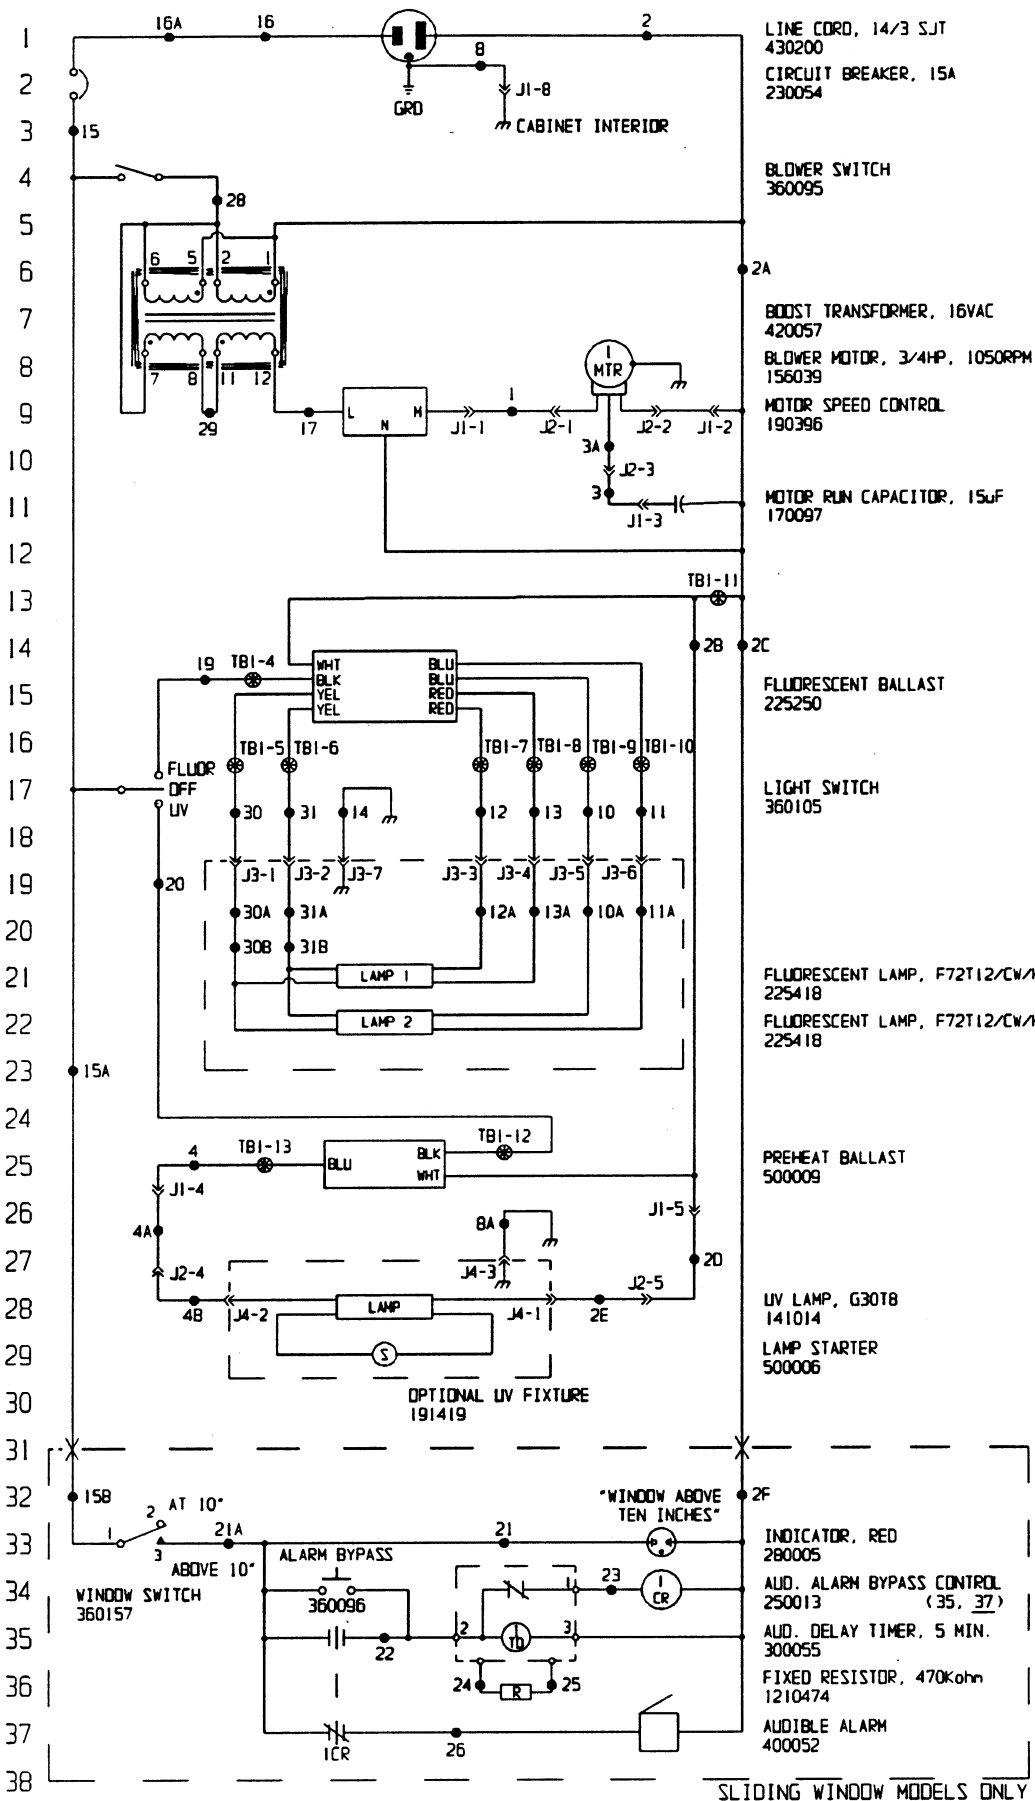 1 16A 16 2 LINE CORD, 14/3 SJT
430200
8
2 J1-8 CIRCUIT BREAKER, 15A
230054
GRD
3 15 CABINET INTERIOR
4 BLOWER SWITCH
360095
28
5
6 6 5 2 1 2A
7 BOOST TRANSFORMER, 16VAC
420057
8 7 8 11 12 1
MTR BLOWER MOTOR, 3/4HP, 1050RPM
156039
9 29 17 L M N J1-1 1 J2-1 J2-2 J1-2 MOTOR SPEED CONTROL
190396
10 3A J2-3
11 3 J1-3 MOTOR RUN CAPACITOR, 15uF
170097
12
13 TB1-11
14 2B 2C
19 TB1-4 WHT BLU
15 BLK BLU FLUORESCENT BALLAST
225250
YEL RED
YEL RED
16 TB1-5 TB1-6 TB1-7 TB1-8 TB1-9 TB1-10
17 FLUOR
OFF
UV
LIGHT SWITCH
360105
30 31 14 12 13 10 11
18
19 20 J3-1 J3-2 J3-7 J3-3 J3-4 J3-5 J3-6
20 30A 31A 12A 13A 10A 11A
30B 31B
21 LAMP 1 FLUORESCENT LAMP, F72T12/CW/
225418
22 LAMP 2 FLUORESCENT LAMP, F72T12/CW/
225418
23 15A
24
25 4 TB1-13 BLU BLK WHT TB1-12 PREHEAT BALLAST
500009
26 J1-4 4A 8A J1-5
27 J2-4 J4-3 J2-5 2D
28 4B J4-2 LAMP J4-1 2E UV LAMP, G30T8
141014
29 S LAMP STARTER
500006
30 OPTIONAL UV FIXTURE
191419
31
32 15B 2 AT 10" "WINDOW ABOVE
TEN INCHES" 2F
33 1 3 21A 21 INDICATOR, RED
280005
ABOVE 10" ALARM BYPASS
34 WINDOW SWITCH
360157
360096 1 23 1
CR AUD. ALARM BYPASS CONTROL
250013 (35, 37)
35 22 2 1
TD 3 AUD. DELAY TIMER, 5 MIN.
300055
36 24 R 25 FIXED RESISTOR, 470Kohm
1210474
37 1CR 26 AUDIBLE ALARM
400052
38 SLIDING WINDOW MODELS ONLY